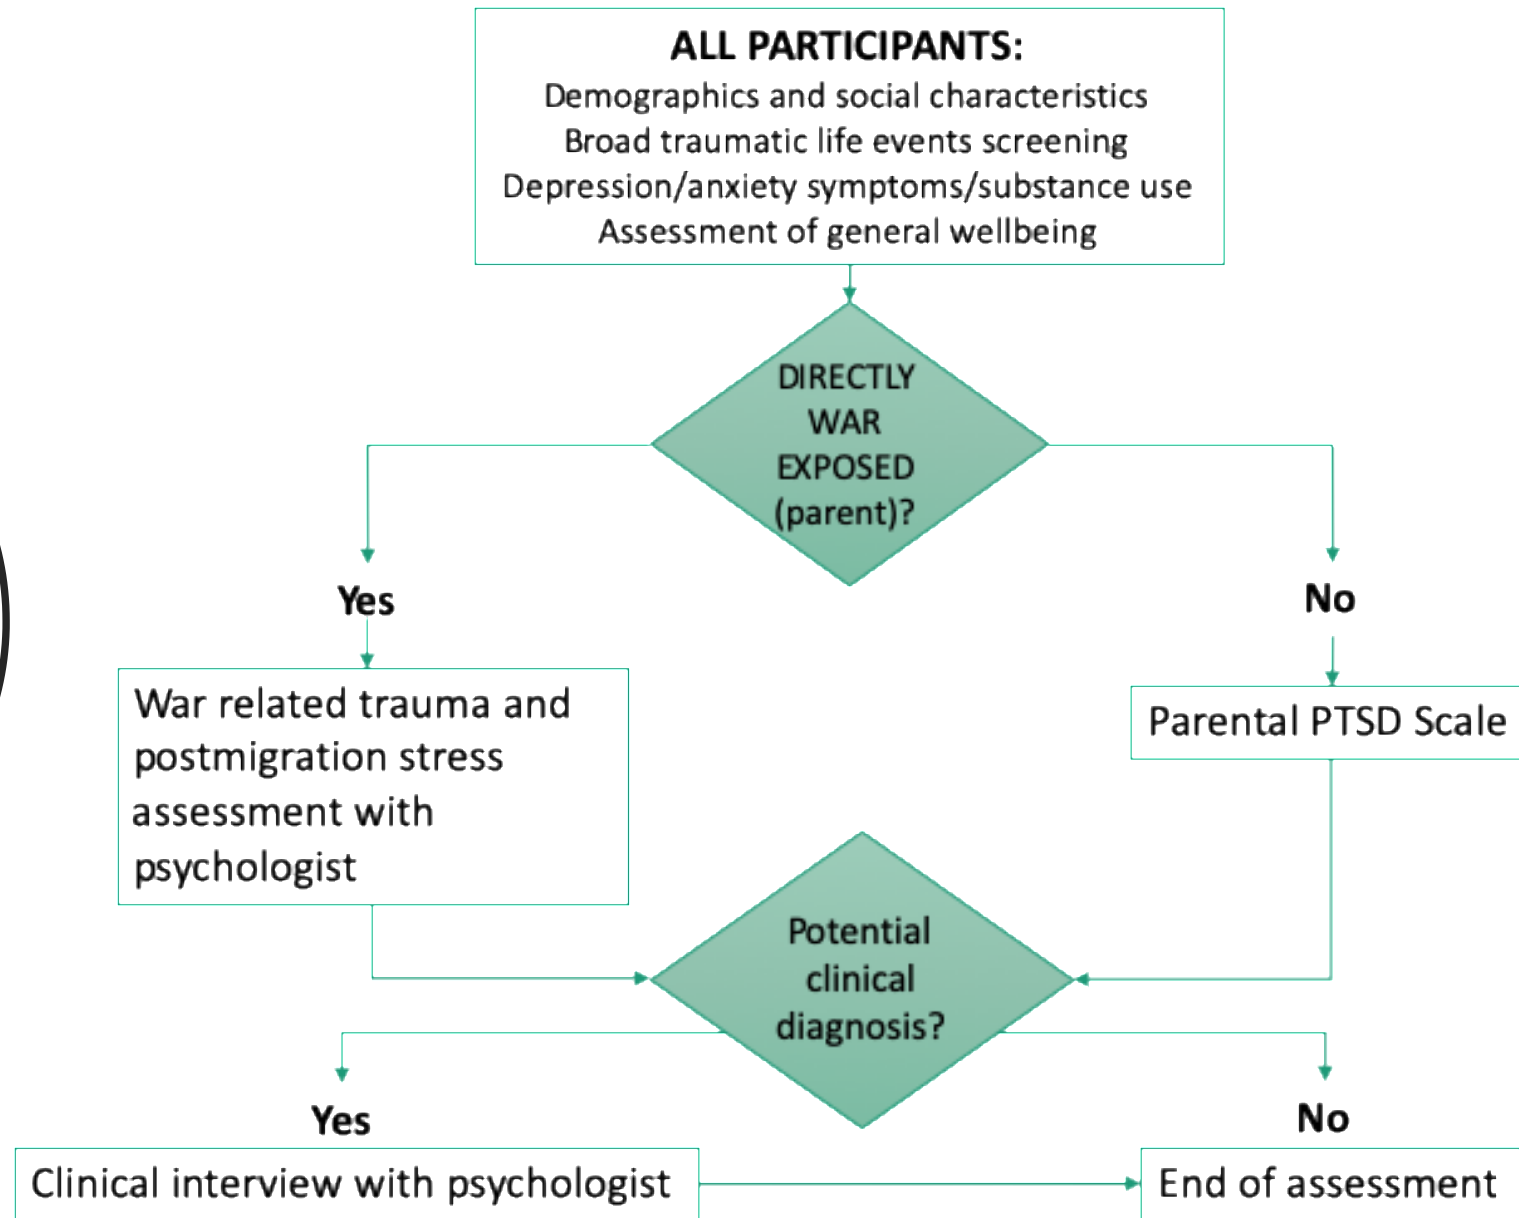 ALL PARTICIPANTS:
Demographics and social characteristics
Broad traumatic life events screening
Depression/anxiety symptoms/substance use
Assessment of general wellbeing
DIRECTLY
WAR
EXPOSED
(parent)?
Yes
No
War related trauma and
postmigration stress
assessment with
psychologist
Parental PTSD Scale
Potential
clinical
diagnosis?
Yes
No
Clinical interview with psychologist
End of assessment